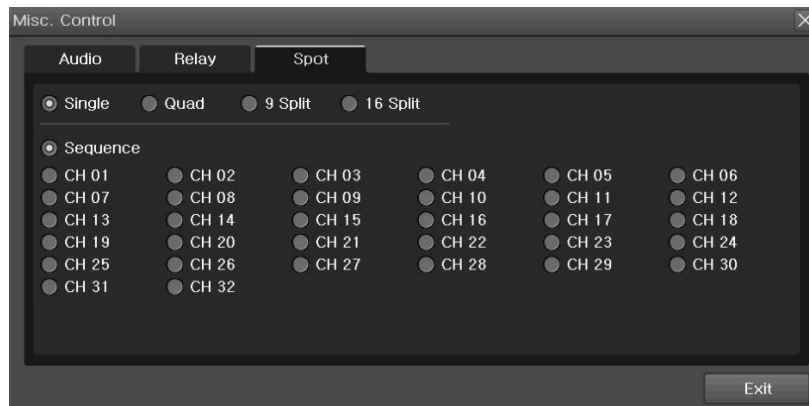 Misc. Control
Audio Relay Spot
Single Quad 9 Split 16 Split
Sequence
CH 01 CH 02 CH 03 CH 04 CH 05 CH 06
CH 07 CH 08 CH 09 CH 10 CH 11 CH 12
CH 13 CH 14 CH 15 CH 16 CH 17 CH 18
CH 19 CH 20 CH 21 CH 22 CH 23 CH 24
CH 25 CH 26 CH 27 CH 28 CH 29 CH 30
CH 31 CH 32
Exit